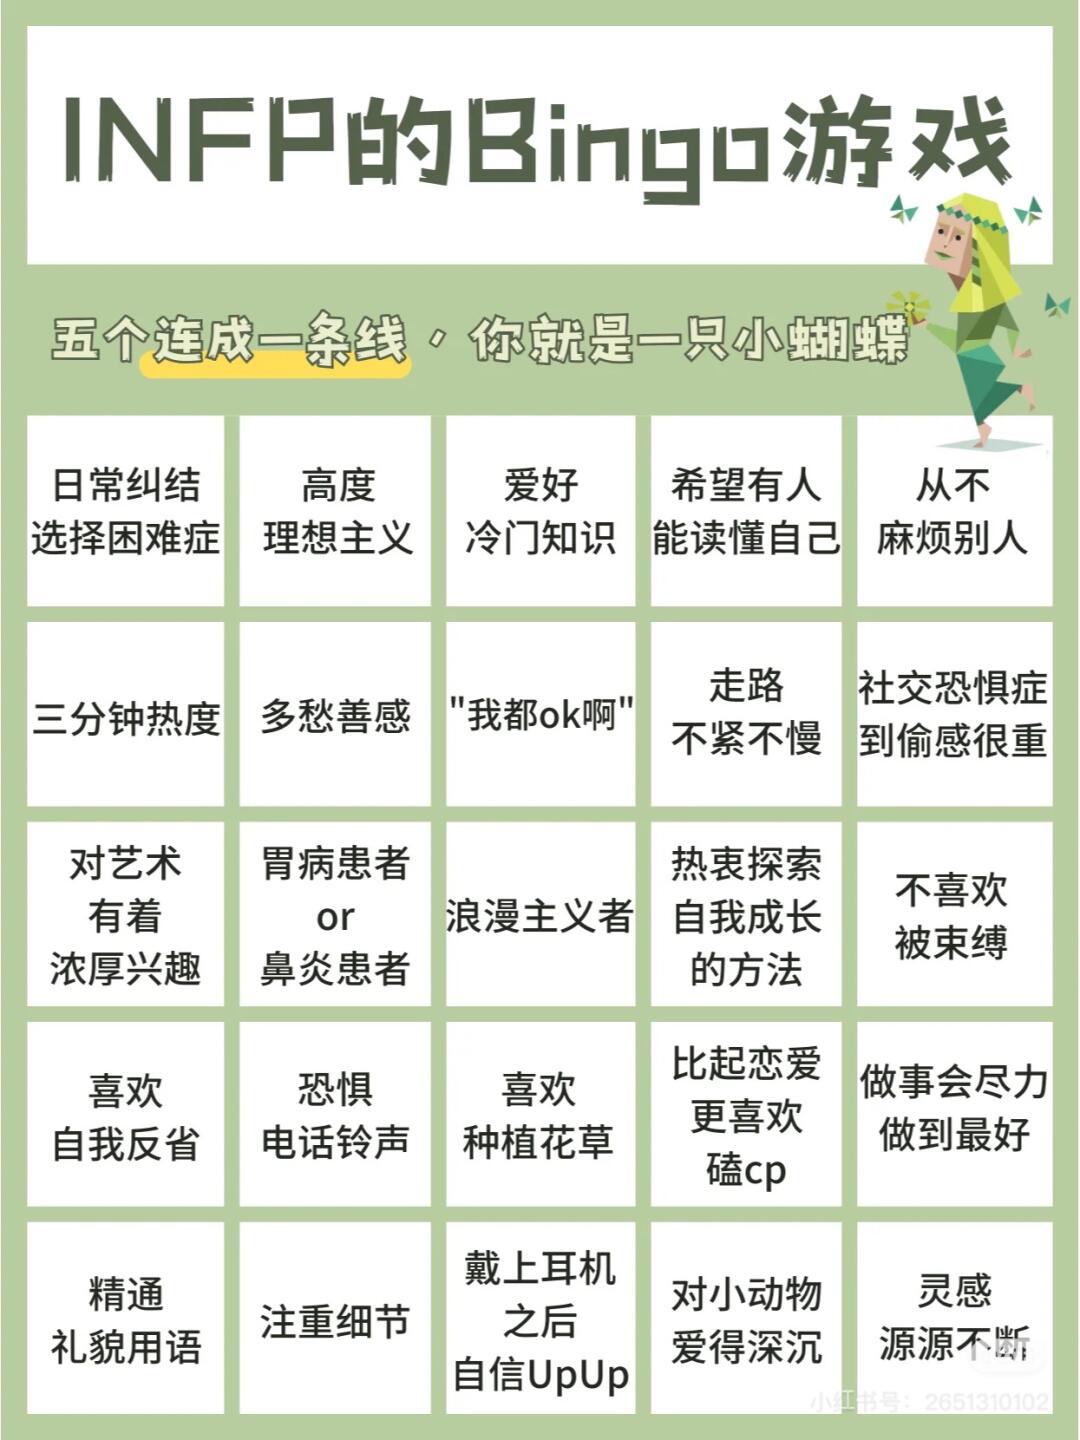 INFP的Bingo游戏
五个连成一条线，你就是一只小蝴蝶
日常纠结
选择困难症
高度
理想主义
爱好
冷门知识
希望有人
能读懂自己
从不
麻烦别人
三分钟热度
多愁善感
"我都ok啊"
走路
不紧不慢
社交恐惧症
到偷感很重
对艺术
有着
浓厚兴趣
胃病患者
or
鼻炎患者
浪漫主义者
热衷探索
自我成长
的方法
不喜欢
被束缚
喜欢
自我反省
恐惧
电话铃声
喜欢
种植花草
比起恋爱
更喜欢
磕cp
做事会尽力
做到最好
精通
礼貌用语
注重细节
戴上耳机
之后
自信UpUp
对小动物
爱得深沉
灵感
源源不断
小红书号：2651310102